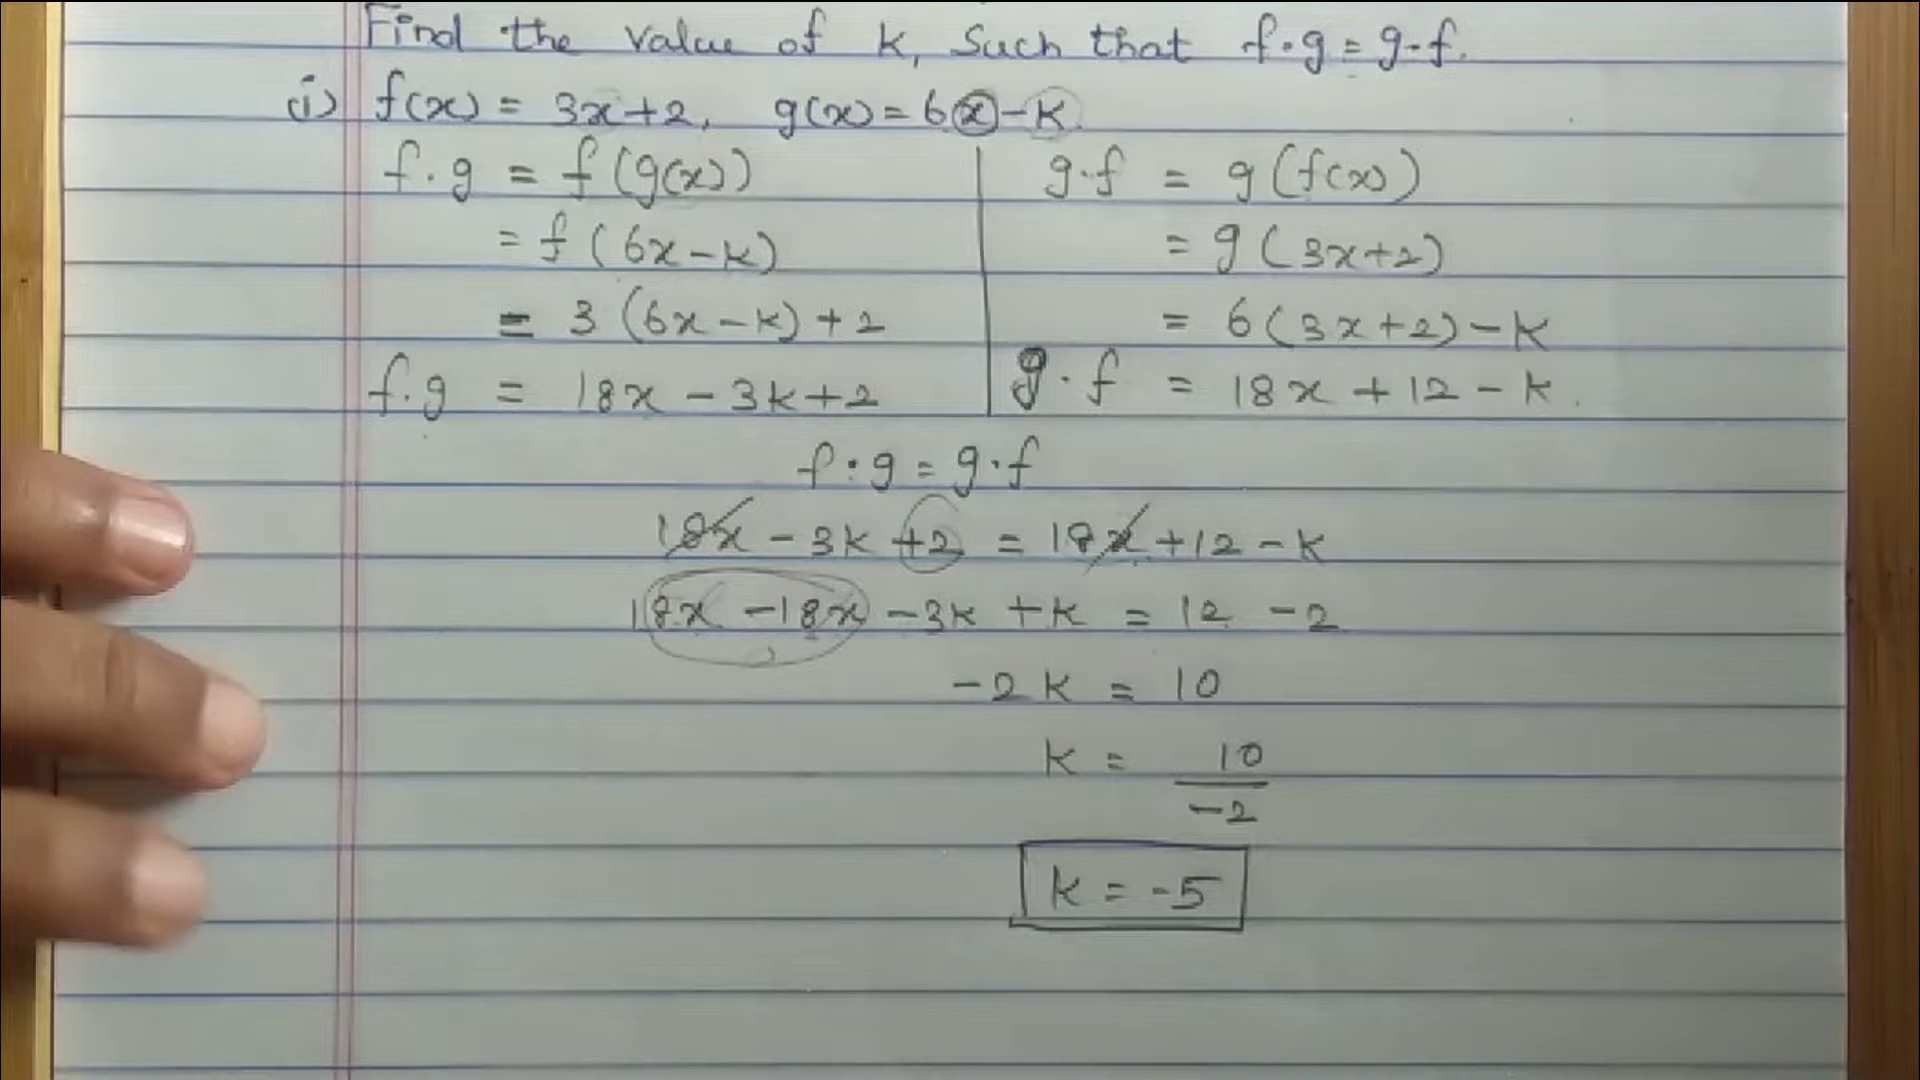 Find the value of k, Such that f·g = g·f.
(i) f(x) = 3x+2, g(x) = 6x-k.
f·g = f(g(x))
= f(6x-k)
= 3(6x-k)+2
f·g = 18x - 3k+2
g·f = g(f(x))
= g(3x+2)
= 6(3x+2)-k
g·f = 18x + 12 - k.
f·g = g·f
18x - 3k +2 = 18x +12 - k
18x -18x -3k +k = 12 -2
-2k = 10
k = 10
-2
k = -5